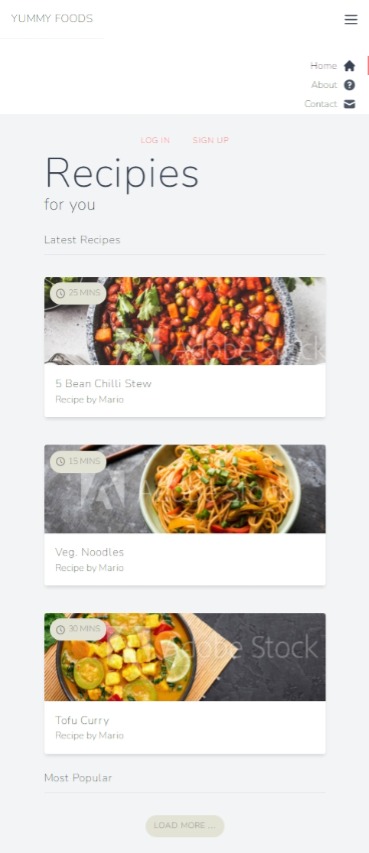 YUMMY FOODS
Home
About
Contact
LOG IN SIGN UP
Recipies
for you
Latest Recipes
25 MINS
Adobe Stock
5 Bean Chilli Stew
Recipe by Mario
15 MINS
Adobe Stock
Veg. Noodles
Recipe by Mario
30 MINS
Adobe Stock
Tofu Curry
Recipe by Mario
Most Popular
LOAD MORE ...